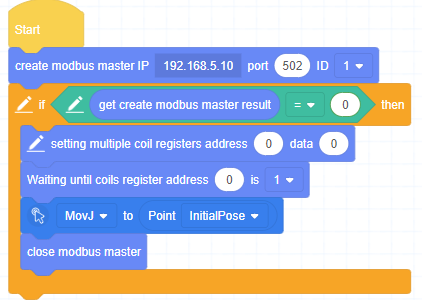 Start
create modbus master IP 192.168.5.10 port 502 ID 1
if get create modbus master result = 0 then
setting multiple coil registers address 0 data 0
Waiting until coils register address 0 is 1
MovJ to Point InitialPose
close modbus master